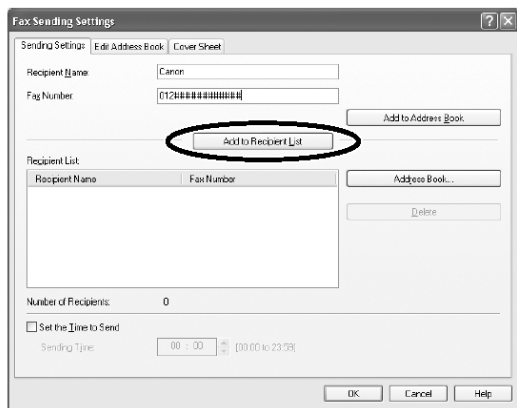 Fax Sending Settings
Sending Settings Edit Address Book Cover Sheet
Recipient Name: Canon
Fax Number: 012############
Add to Address Book
Add to Recipient List
Recipient List:
Recipient Name Fax Number
Address Book...
Delete
Number of Recipients: 0
Set the Time to Send
Sending Time: 00 : 00 [00:00 to 23:59]
OK Cancel Help